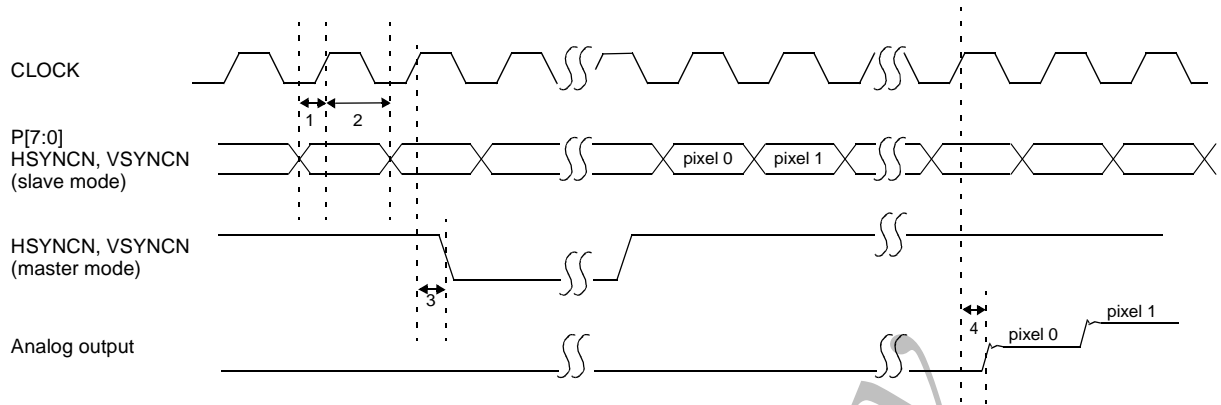 CLOCK
1
2
P[7:0]
HSYNCN, VSYNCN
(slave mode)
pixel 0
pixel 1
HSYNCN, VSYNCN
(master mode)
3
4
pixel 0
pixel 1
Analog output